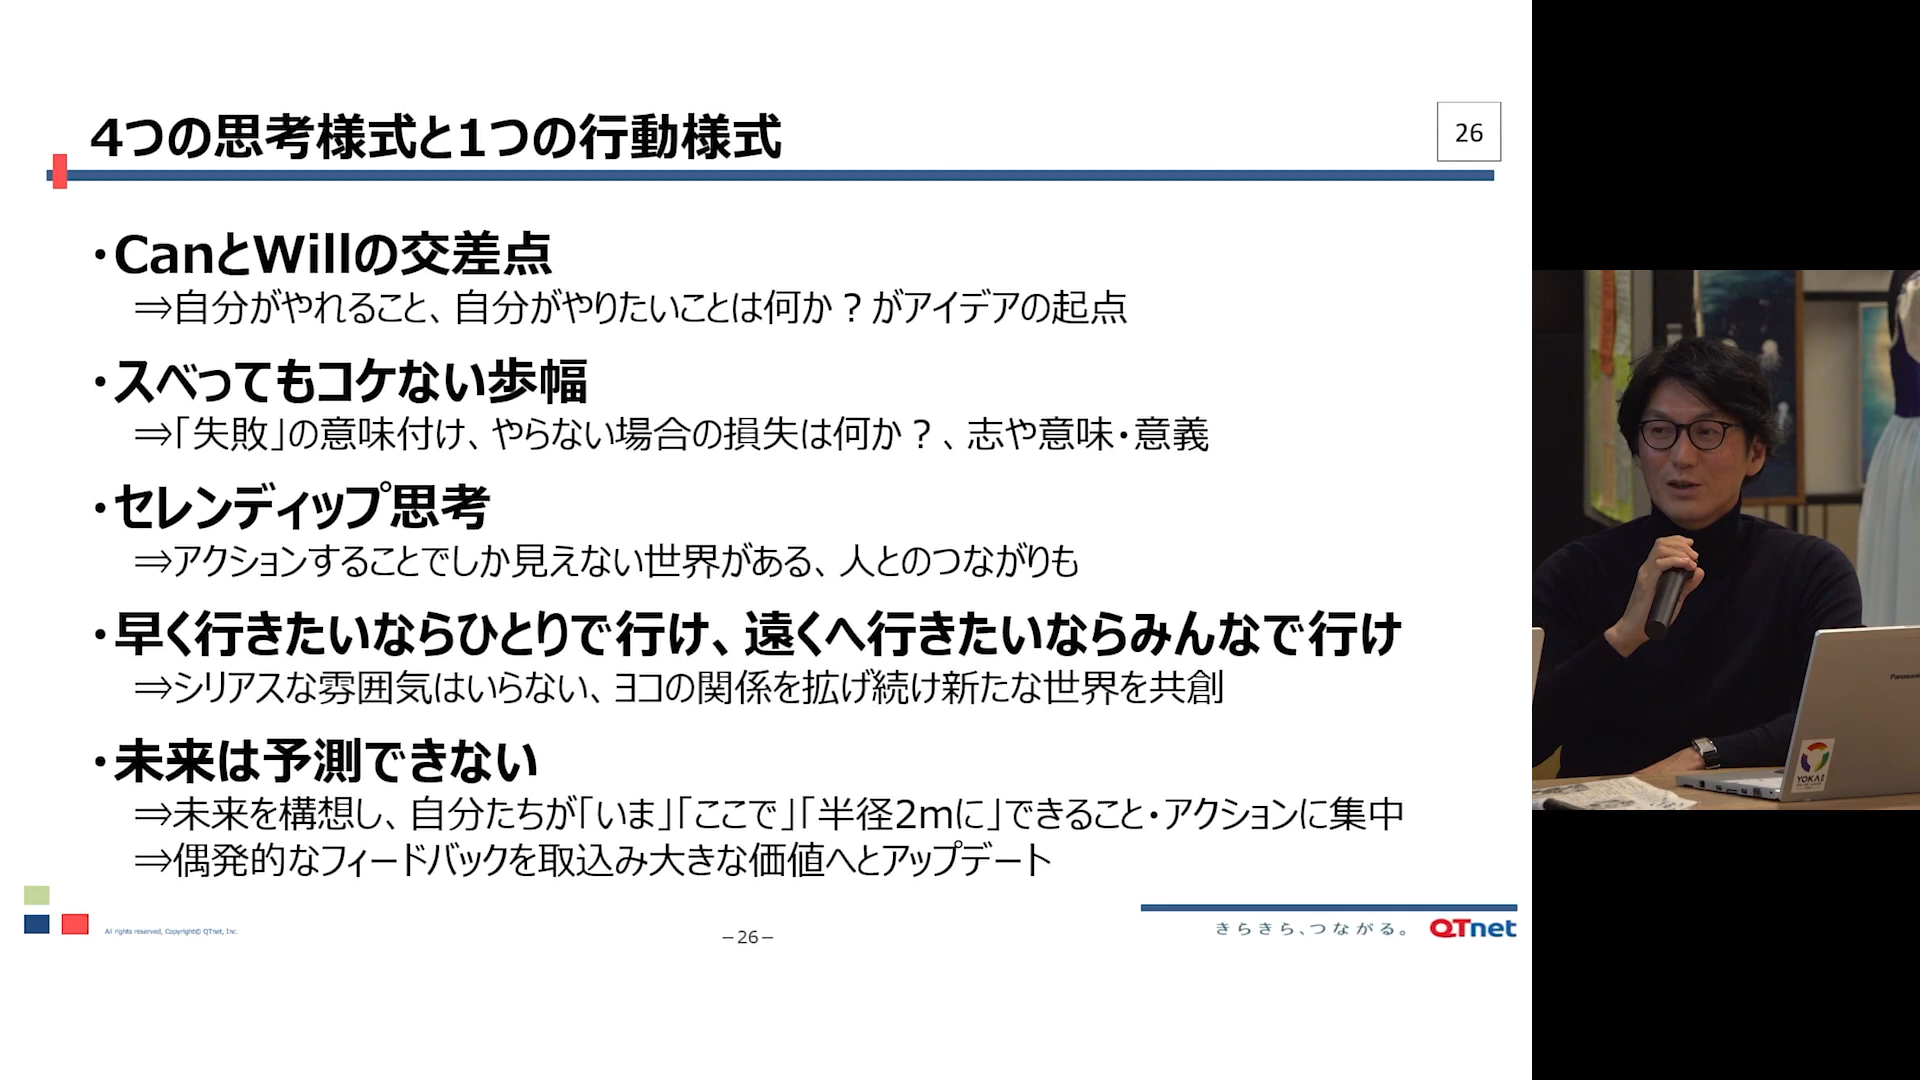 4つの思考様式と1つの行動様式
26
・CanとWillの交差点
⇒自分がやれること、自分がやりたいことは何か？がアイデアの起点
・スベってもコケない歩幅
⇒「失敗」の意味付け、やらない場合の損失は何か？、志や意味・意義
・セレンディップ思考
⇒アクションすることでしか見えない世界がある、人とのつながりも
・早く行きたいならひとりで行け、遠くへ行きたいならみんなで行け
⇒シリアスな雰囲気はいらない、ヨコの関係を拡げ続け新たな世界を共創
・未来は予測できない
⇒未来を構想し、自分たちが「いま」「ここで」「半径2mに」できること・アクションに集中
⇒偶発的なフィードバックを取込み大きな価値へとアップデート
All rights reserved, Copyright© QTnet, Inc.
－26－
きらきら、つながる。
QTnet
Panasonic